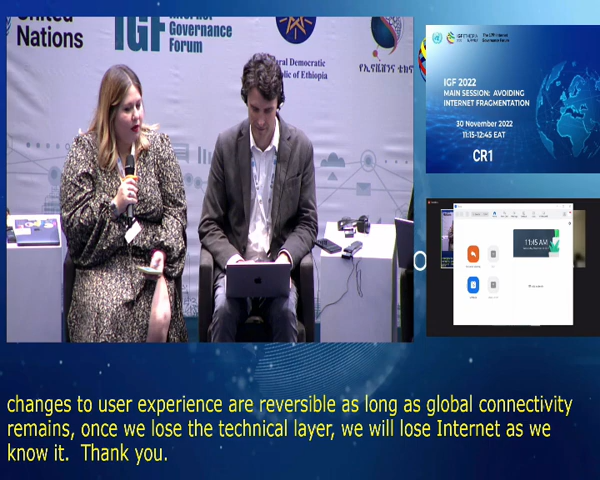 United
Nations
IGF Internet
Governance
Forum
Federal Democratic
Republic of Ethiopia
IGF 2022
MAIN SESSION: AVOIDING
INTERNET FRAGMENTATION
30 November 2022
11:15-12:45 EAT
CR1
11:45 AM
changes to user experience are reversible as long as global connectivity
remains, once we lose the technical layer, we will lose Internet as we
know it. Thank you.